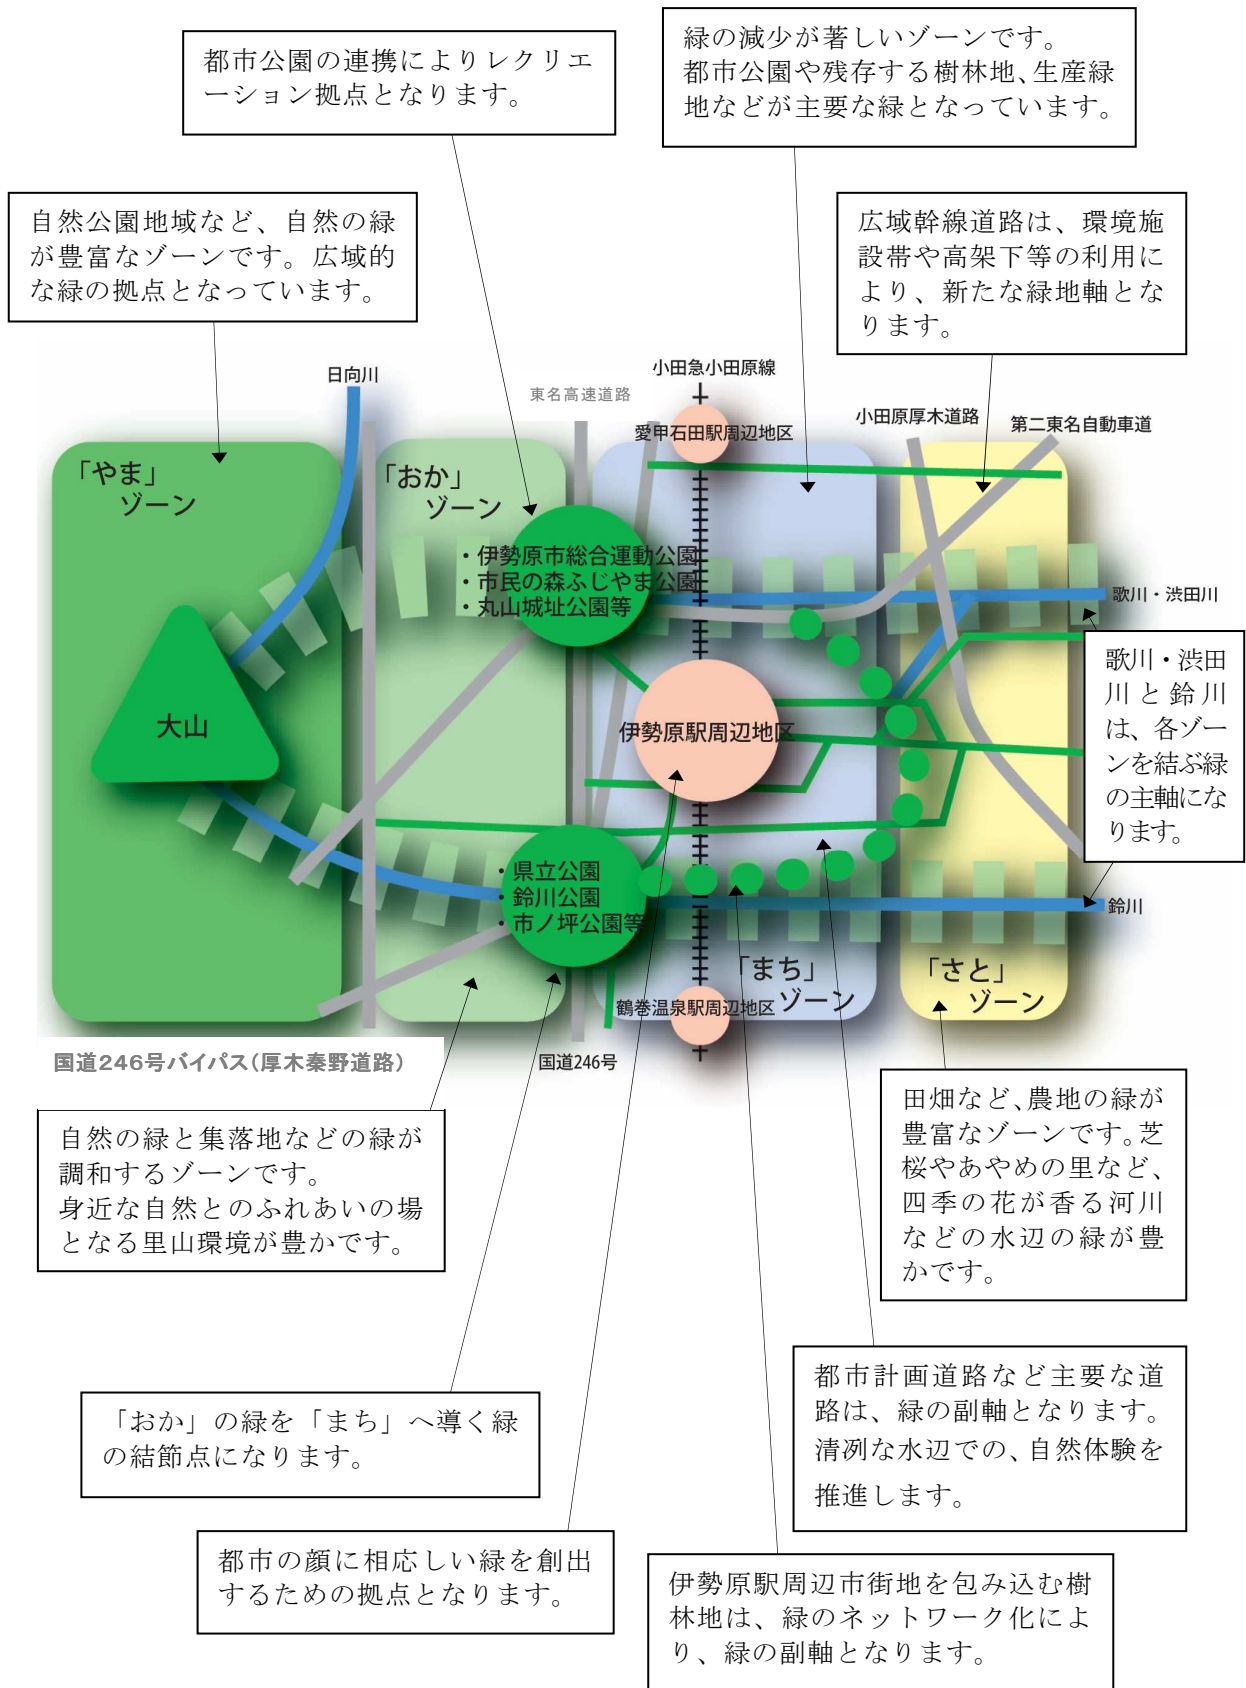 緑の減少が著しいゾーンです。
都市公園や残存する樹林地、生産緑
地などが主要な緑となっています。
都市公園の連携によりレクリエ
ーション拠点となります。
自然公園地域など、自然の緑
が豊富なゾーンです。広域的
な緑の拠点となっています。
広域幹線道路は、環境施
設帯や高架下等の利用に
より、新たな緑地軸とな
ります。
日向川
東名高速道路
小田急小田原線
愛甲石田駅周辺地区
小田原厚木道路
第二東名自動車道
「やま」
ゾーン
「おか」
ゾーン
・伊勢原市総合運動公園
・市民の森ふじやま公園
・丸山城址公園等
歌川・渋田川
歌川・渋田
川と鈴川
は、各ゾー
ンを結ぶ緑
の主軸にな
ります。
大山
伊勢原駅周辺地区
・県立公園
・鈴川公園
・市ノ坪公園等
鈴川
「まち」
ゾーン
「さと」
ゾーン
鶴巻温泉駅周辺地区
国道246号バイパス(厚木秦野道路)
国道246号
自然の緑と集落地などの緑が
調和するゾーンです。
身近な自然とのふれあいの場
となる里山環境が豊かです。
田畑など、農地の緑が
豊富なゾーンです。芝
桜やあやめの里など、
四季の花が香る河川
などの水辺の緑が豊
かです。
都市計画道路など主要な道
路は、緑の副軸となります。
清冽な水辺での、自然体験を
推進します。
「おか」の緑を「まち」へ導く緑
の結節点になります。
都市の顔に相応しい緑を創出
するための拠点となります。
伊勢原駅周辺市街地を包み込む樹
林地は、緑のネットワーク化によ
り、緑の副軸となります。